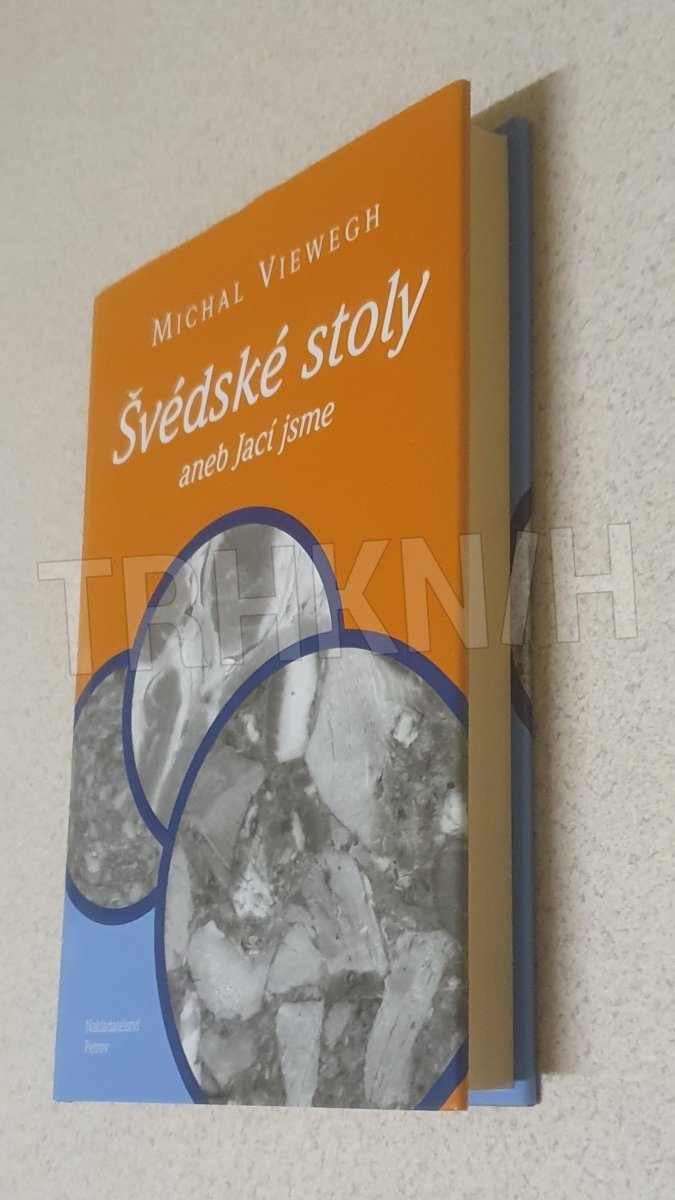 MICHAL VIEWEGH
Švédské stoly
aneb Jací jsme
TRHKNIH
Nakladatelství
Petrov